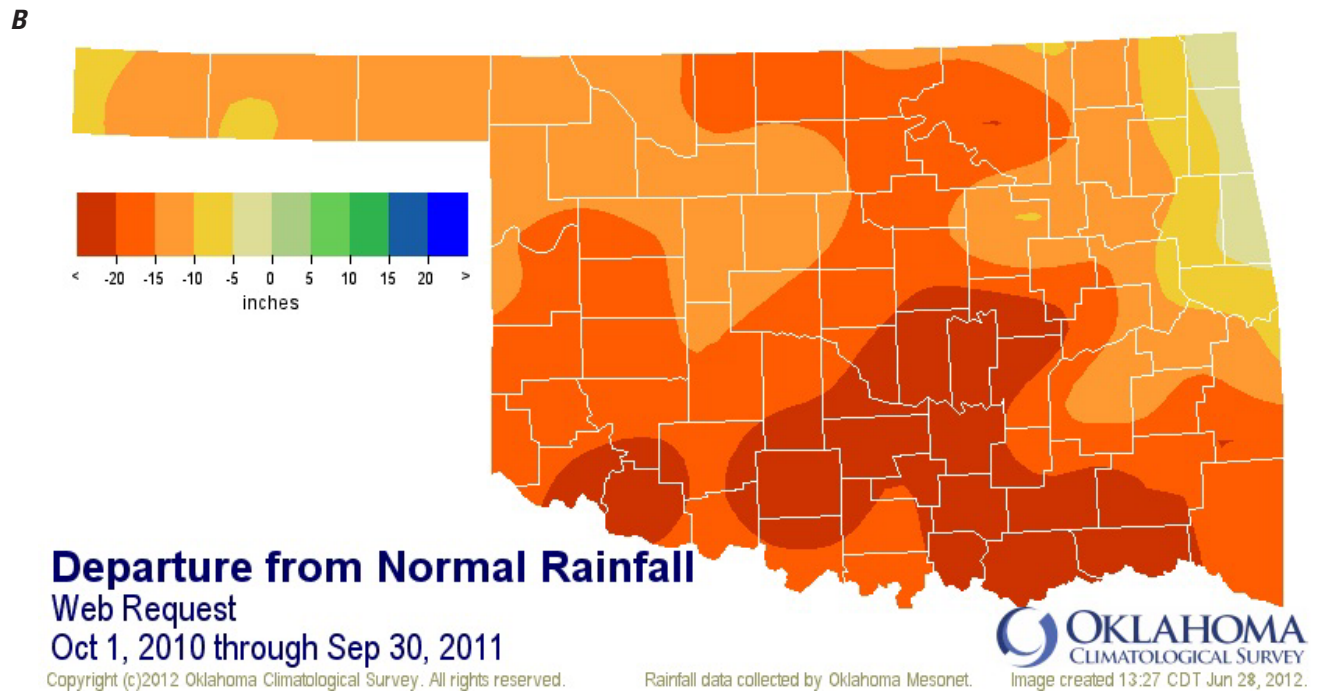 B
< -20 -15 -10 -5 0 5 10 15 20 >
inches
Departure from Normal Rainfall
Web Request
Oct 1, 2010 through Sep 30, 2011
OKLAHOMA
CLIMATOLOGICAL SURVEY
Copyright (c)2012 Oklahoma Climatological Survey. All rights reserved.
Rainfall data collected by Oklahoma Mesonet.
Image created 13:27 CDT Jun 28, 2012.